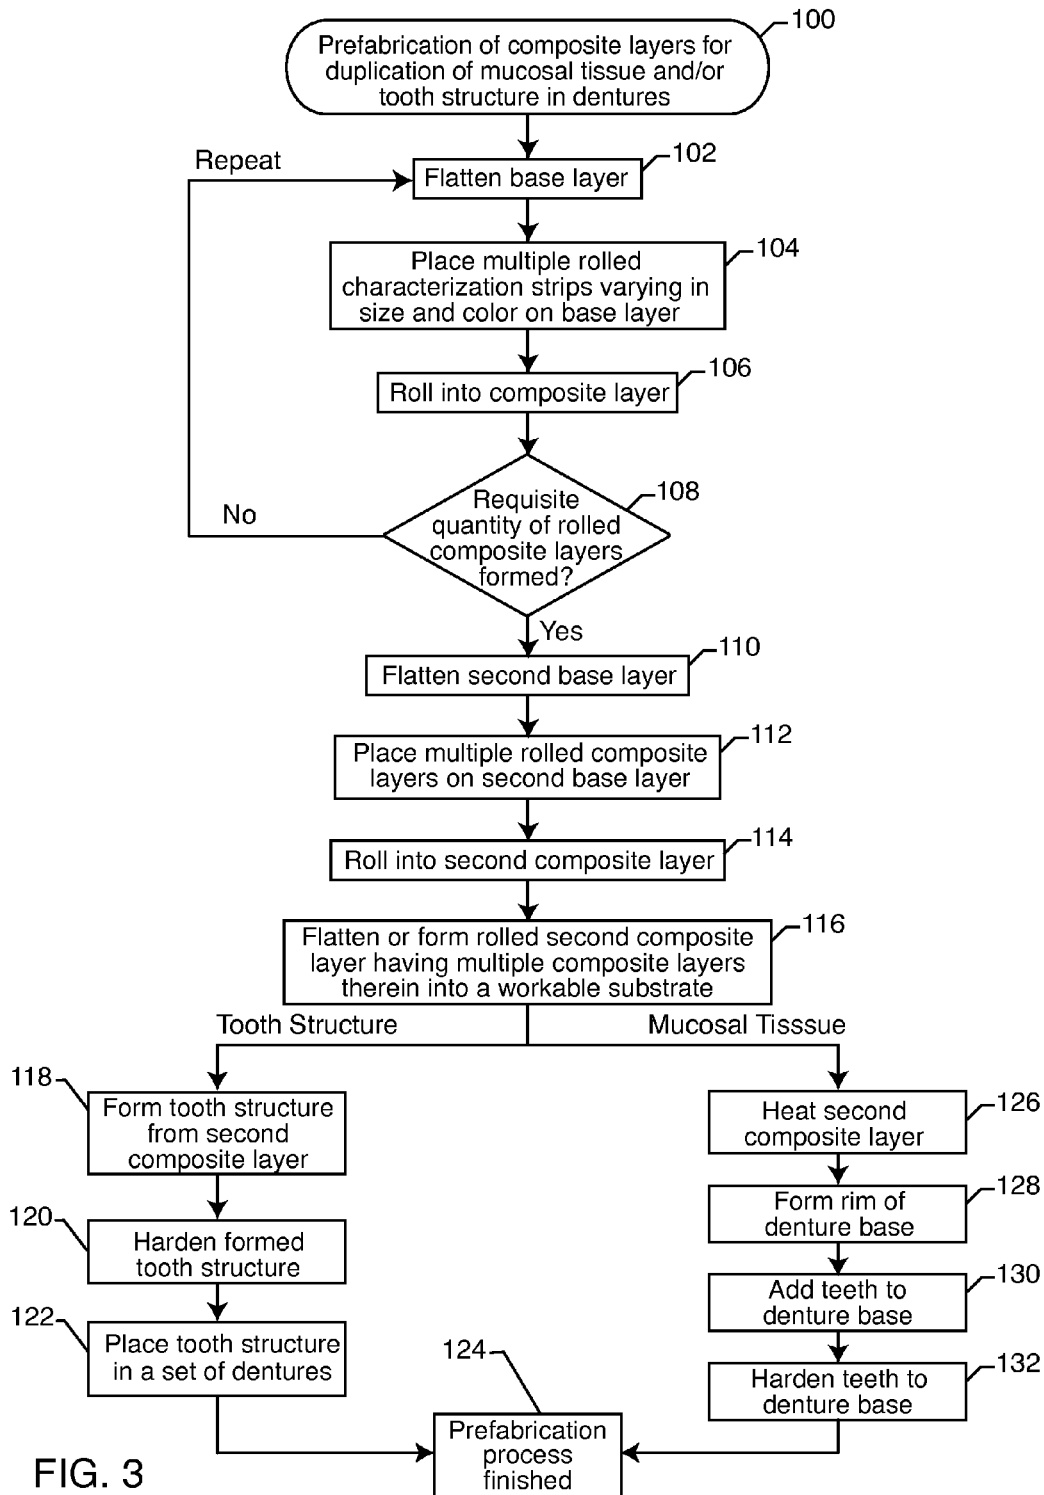 100
Prefabrication of composite layers for
duplication of mucosal tissue and/or
tooth structure in dentures
Repeat
102
Flatten base layer
104
Place multiple rolled
characterization strips varying in
size and color on base layer
106
Roll into composite layer
108
Requisite
quantity of rolled
composite layers
formed?
No
Yes
110
Flatten second base layer
112
Place multiple rolled composite
layers on second base layer
114
Roll into second composite layer
116
Flatten or form rolled second composite
layer having multiple composite layers
therein into a workable substrate
Tooth Structure
Mucosal Tisssue
118
Form tooth structure
from second
composite layer
120
Harden formed
tooth structure
122
Place tooth structure
in a set of dentures
126
Heat second
composite layer
128
Form rim of
denture base
130
Add teeth to
denture base
132
Harden teeth to
denture base
124
Prefabrication
process
finished
FIG. 3